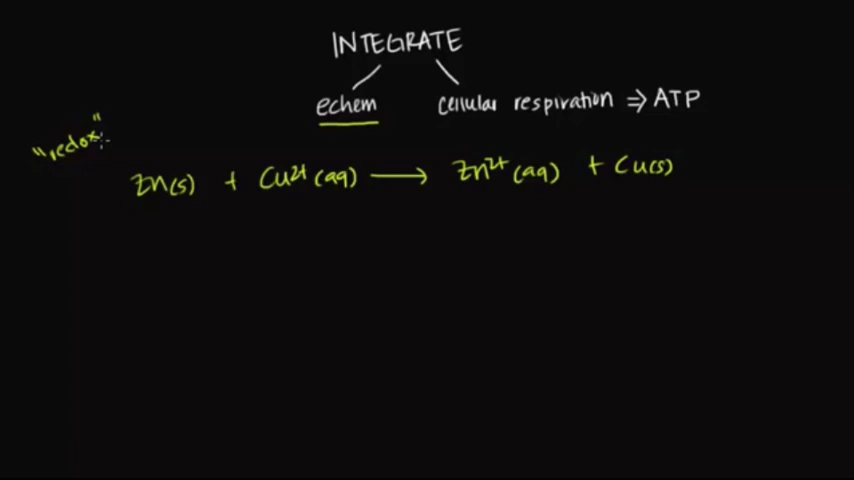 INTEGRATE
echem cellular respiration ⇒ ATP
"redox"
Zn(s) + Cu²⁺(aq) ⟶ Zn²⁺(aq) + Cu(s)